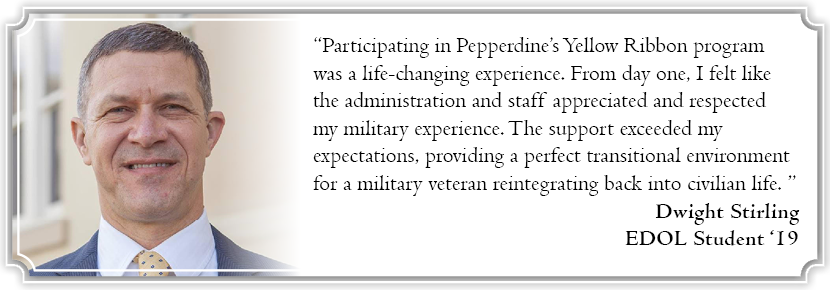 “Participating in Pepperdine’s Yellow Ribbon program
was a life-changing experience. From day one, I felt like
the administration and staff appreciated and respected
my military experience. The support exceeded my
expectations, providing a perfect transitional environment
for a military veteran reintegrating back into civilian life. ”
Dwight Stirling
EDOL Student ‘19